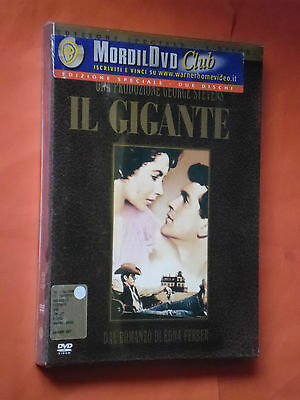 MORDILDVD Club
ISCRIVITI E VINCI SU www.warnerhomevideo.it
EDIZIONE SPECIALE - DUE DISCHI
UNA PRODUZIONE GEORGE STEVENS
IL GIGANTE
DAL ROMANZO DI EDNA FERBER
DVD
VIDEO